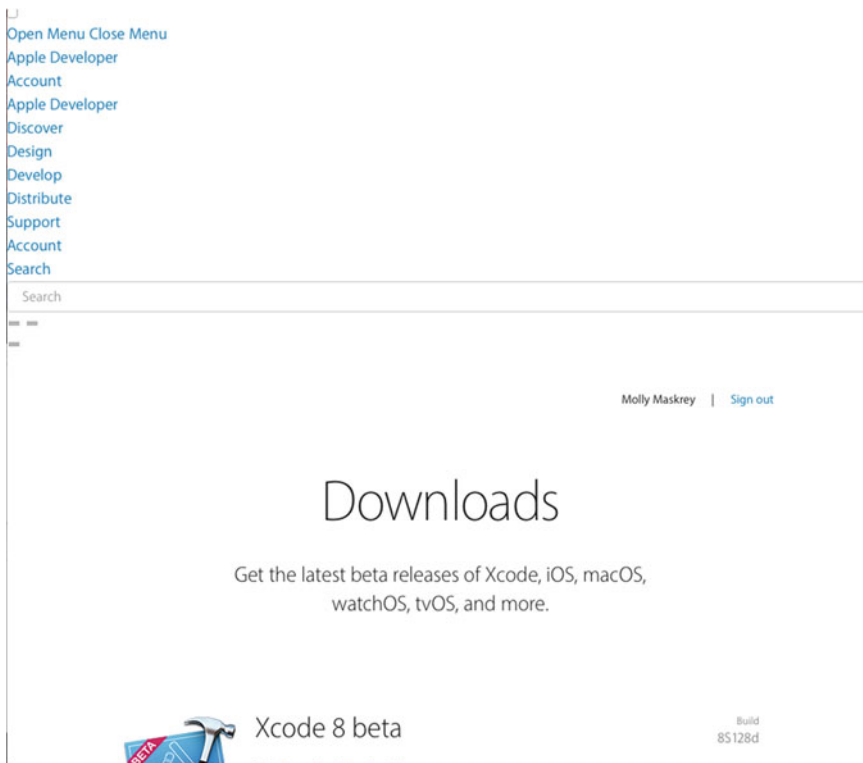 Open Menu Close Menu
Apple Developer
Account
Apple Developer
Discover
Design
Develop
Distribute
Support
Account
Search
Search
Molly Maskrey | Sign out
Downloads
Get the latest beta releases of Xcode, iOS, macOS,
watchOS, tvOS, and more.
Xcode 8 beta
Build
8S128d
BETA